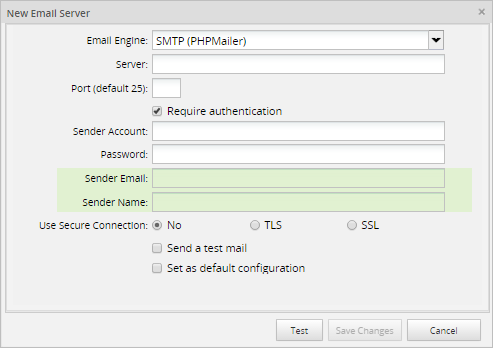 New Email Server
Email Engine: SMTP (PHPMailer)
Server:
Port (default 25):
Require authentication
Sender Account:
Password:
Sender Email:
Sender Name:
Use Secure Connection: No TLS SSL
Send a test mail
Set as default configuration
Test Save Changes Cancel